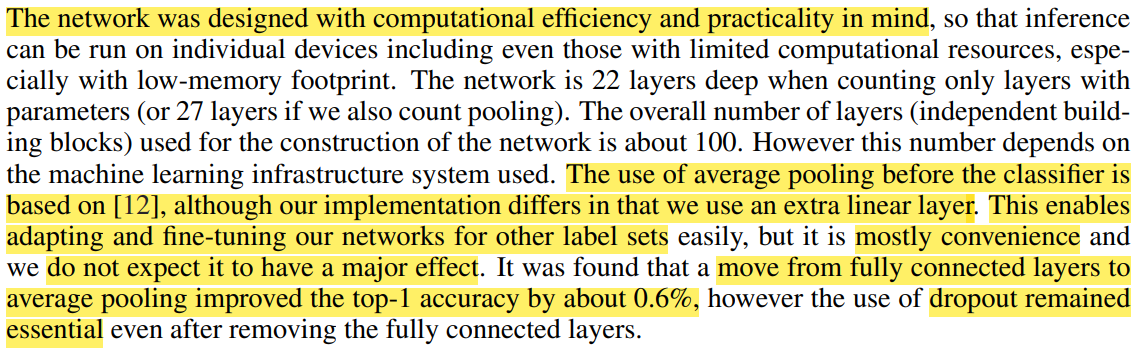 The network was designed with computational efficiency and practicality in mind, so that inference
can be run on individual devices including even those with limited computational resources, espe-
cially with low-memory footprint. The network is 22 layers deep when counting only layers with
parameters (or 27 layers if we also count pooling). The overall number of layers (independent build-
ing blocks) used for the construction of the network is about 100. However this number depends on
the machine learning infrastructure system used. The use of average pooling before the classifier is
based on [12], although our implementation differs in that we use an extra linear layer. This enables
adapting and fine-tuning our networks for other label sets easily, but it is mostly convenience and
we do not expect it to have a major effect. It was found that a move from fully connected layers to
average pooling improved the top-1 accuracy by about 0.6%, however the use of dropout remained
essential even after removing the fully connected layers.